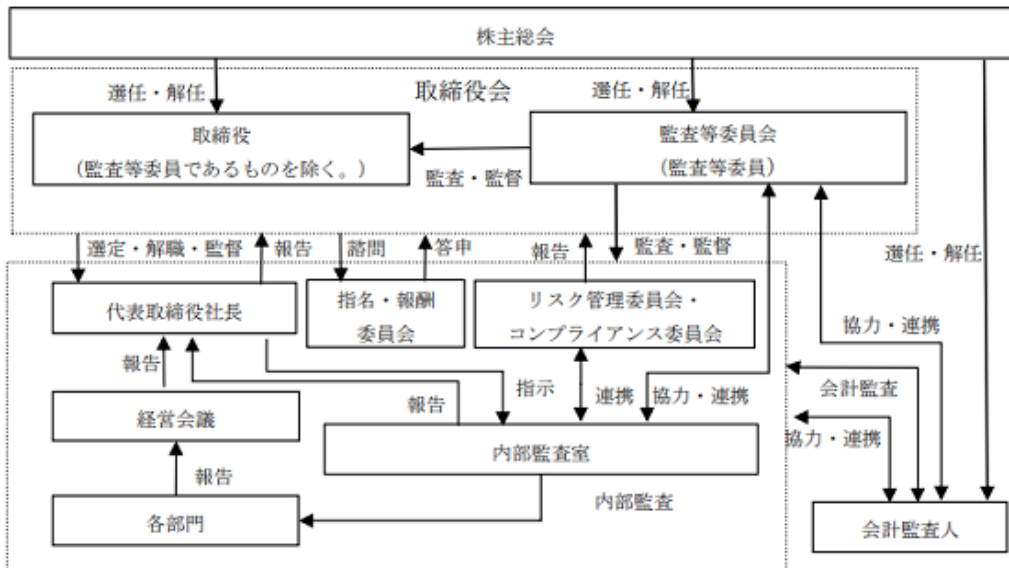 株主総会
選任・解任
取締役会
選任・解任
取締役
(監査等委員であるものを除く。)
監査等委員会
(監査等委員)
監査・監督
選定・解職・監督
報告
諮問
答申
報告
監査・監督
選任・解任
代表取締役社長
指名・報酬
委員会
リスク管理委員会・
コンプライアンス委員会
協力・連携
報告
指示
連携
協力・連携
会計監査
経営会議
報告
協力・連携
内部監査室
報告
内部監査
各部門
会計監査人